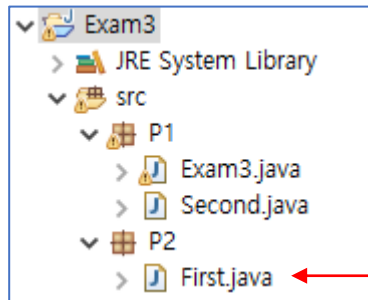 Exam3
JRE System Library
src
P1
Exam3.java
Second.java
P2
First.java